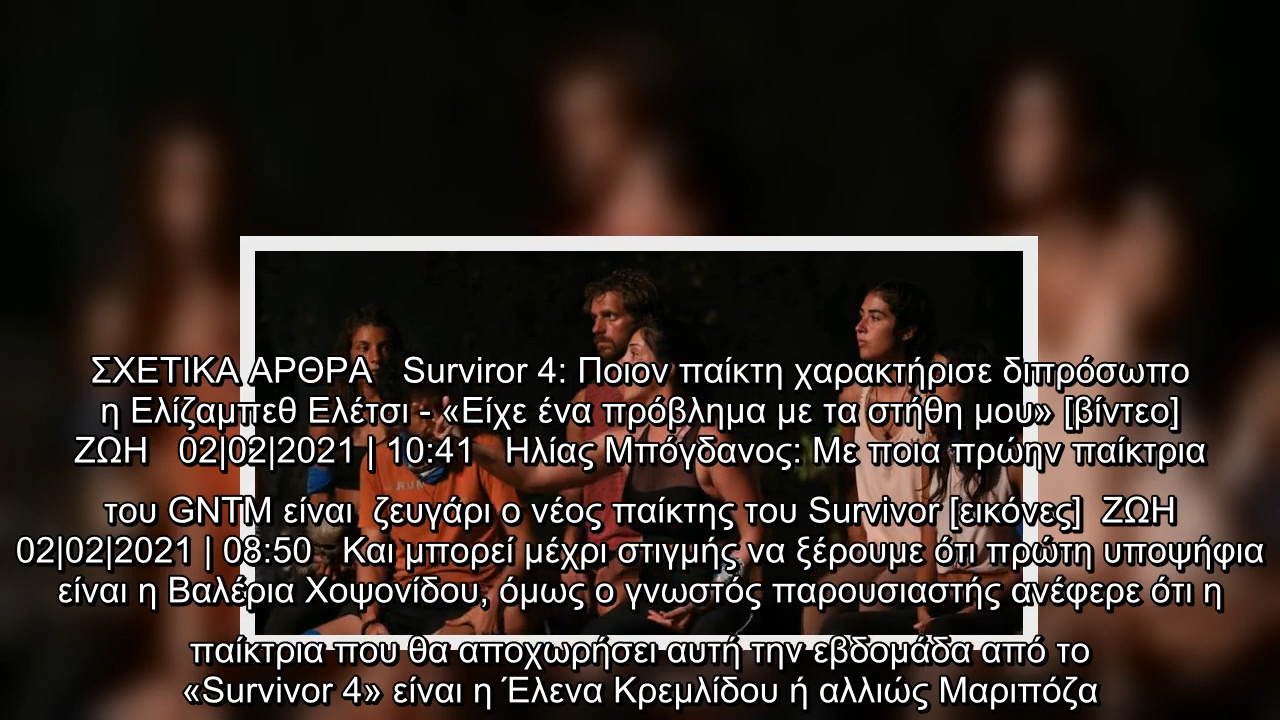 ΣΧΕΤΙΚΑ ΑΡΘΡΑ Surviror 4: Ποιον παίκτη χαρακτήρισε διπρόσωπο
η Ελίζαμπεθ Ελέτσι - «Είχε ένα πρόβλημα με τα στήθη μου» [βίντεο]
ΖΩΗ 02|02|2021 | 10:41 Ηλίας Μπόγδανος: Με ποια πρώην παίκτρια
του GNTM είναι ζευγάρι ο νέος παίκτης του Survivor [εικόνες] ΖΩΗ
02|02|2021 | 08:50 Και μπορεί μέχρι στιγμής να ξέρουμε ότι πρώτη υποψήφια
είναι η Βαλέρια Χοψονίδου, όμως ο γνωστός παρουσιαστής ανέφερε ότι η
παίκτρια που θα αποχωρήσει αυτή την εβδομάδα από το
«Survivor 4» είναι η Έλενα Κρεμλίδου ή αλλιώς Μαριπόζα
RUN